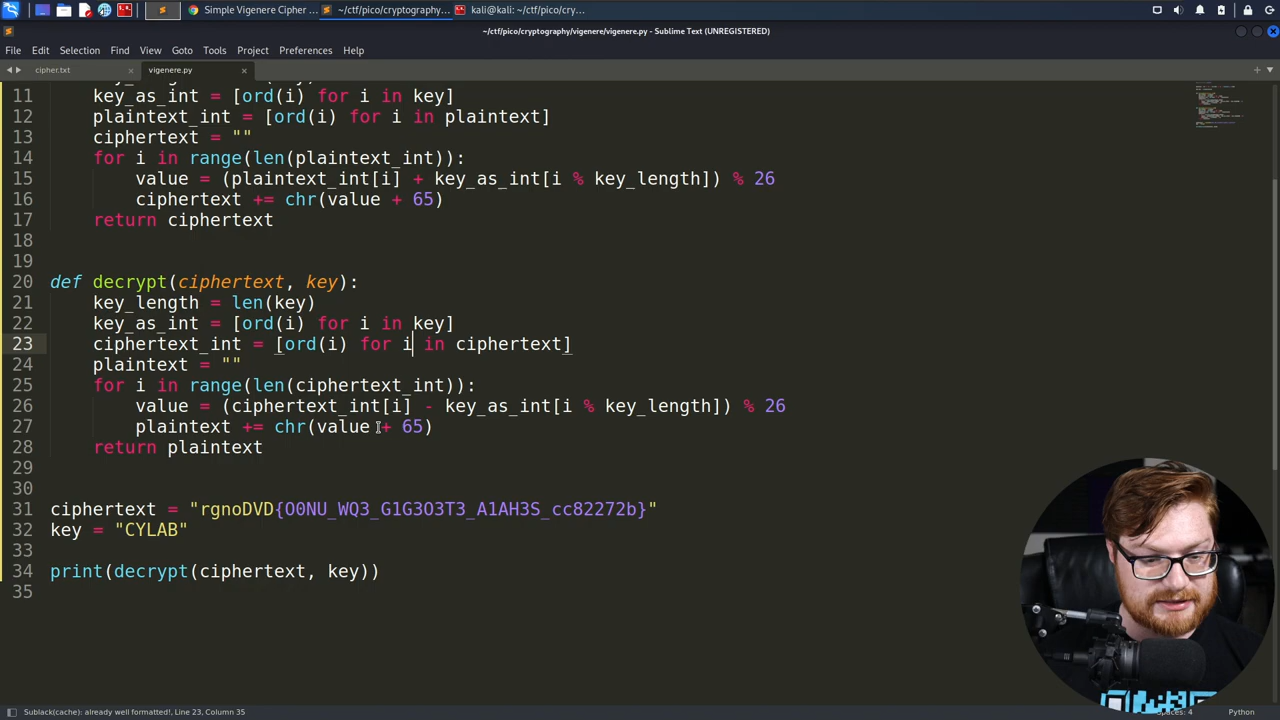 Simple Vigenere Cipher ...
~/ctf/pico/cryptography...
kali@kali: ~/ctf/pico/cry...
~/ctf/pico/cryptography/vigenere/vigenere.py - Sublime Text (UNREGISTERED)
File Edit Selection Find View Goto Tools Project Preferences Help
cipher.txt × vigenere.py ×
11 key_as_int = [ord(i) for i in key]
12 plaintext_int = [ord(i) for i in plaintext]
13 ciphertext = ""
14 for i in range(len(plaintext_int)):
15 value = (plaintext_int[i] + key_as_int[i % key_length]) % 26
16 ciphertext += chr(value + 65)
17 return ciphertext
18
19
20 def decrypt(ciphertext, key):
21 key_length = len(key)
22 key_as_int = [ord(i) for i in key]
23 ciphertext_int = [ord(i) for i in ciphertext]
24 plaintext = ""
25 for i in range(len(ciphertext_int)):
26 value = (ciphertext_int[i] - key_as_int[i % key_length]) % 26
27 plaintext += chr(value + 65)
28 return plaintext
29
30
31 ciphertext = "rgnoDVD{O0NU_WQ3_G1G3O3T3_A1AH3S_cc82272b}"
32 key = "CYLAB"
33
34 print(decrypt(ciphertext, key))
35
Sublack(cache): already well formatted!, Line 23, Column 35
Spaces: 4
Python